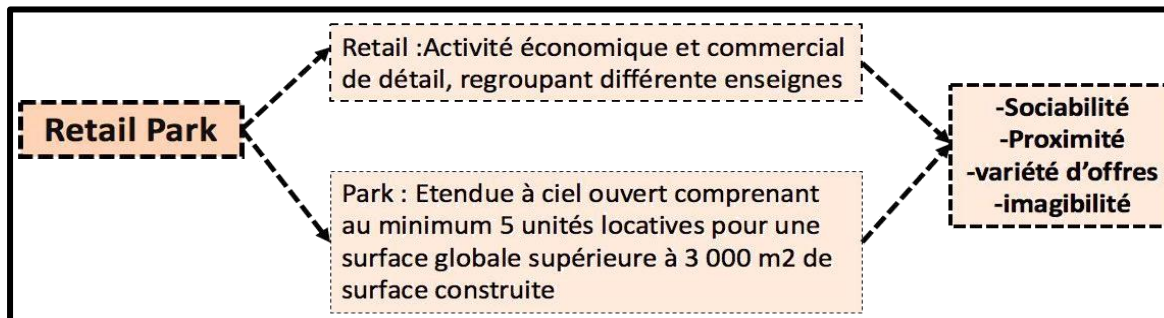 Retail Park
Retail :Activité économique et commercial
de détail, regroupant différente enseignes
Park : Etendue à ciel ouvert comprenant
au minimum 5 unités locatives pour une
surface globale supérieure à 3 000 m2 de
surface construite
-Sociabilité
-Proximité
-variété d’offres
-imagibilité